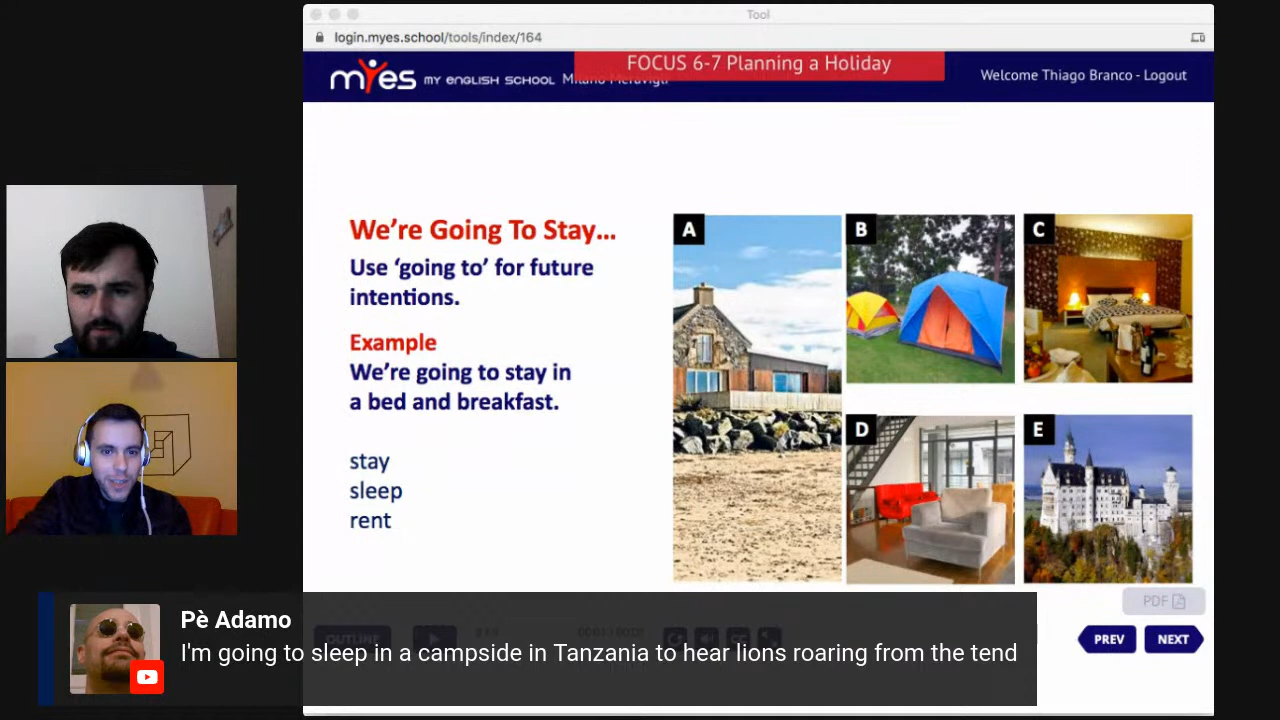 Tool
login.myes.school/tools/index/164
FOCUS 6-7 Planning a Holiday
myes MY ENGLISH SCHOOL Milano Meravigli
Welcome Thiago Branco - Logout
We're Going To Stay...
Use 'going to' for future
intentions.
Example
We're going to stay in
a bed and breakfast.
stay
sleep
rent
A
B
C
D
E
PDF
OUTLINE
PREV
NEXT
Pè Adamo
I'm going to sleep in a campside in Tanzania to hear lions roaring from the tend